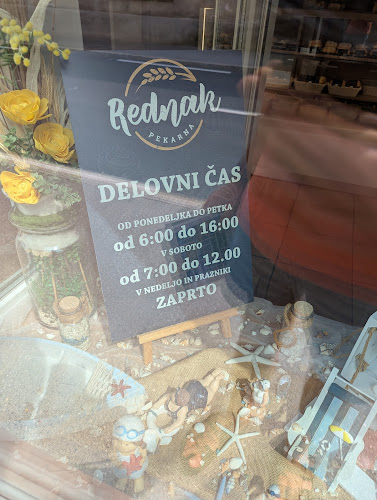 Rednak
PEKARNA
DELOVNI ČAS
OD PONEDELJKA DO PETKA
od 6:00 do 16:00
V SOBOTO
od 7:00 do 12.00
V NEDELJO IN PRAZNIKI
ZAPRTO